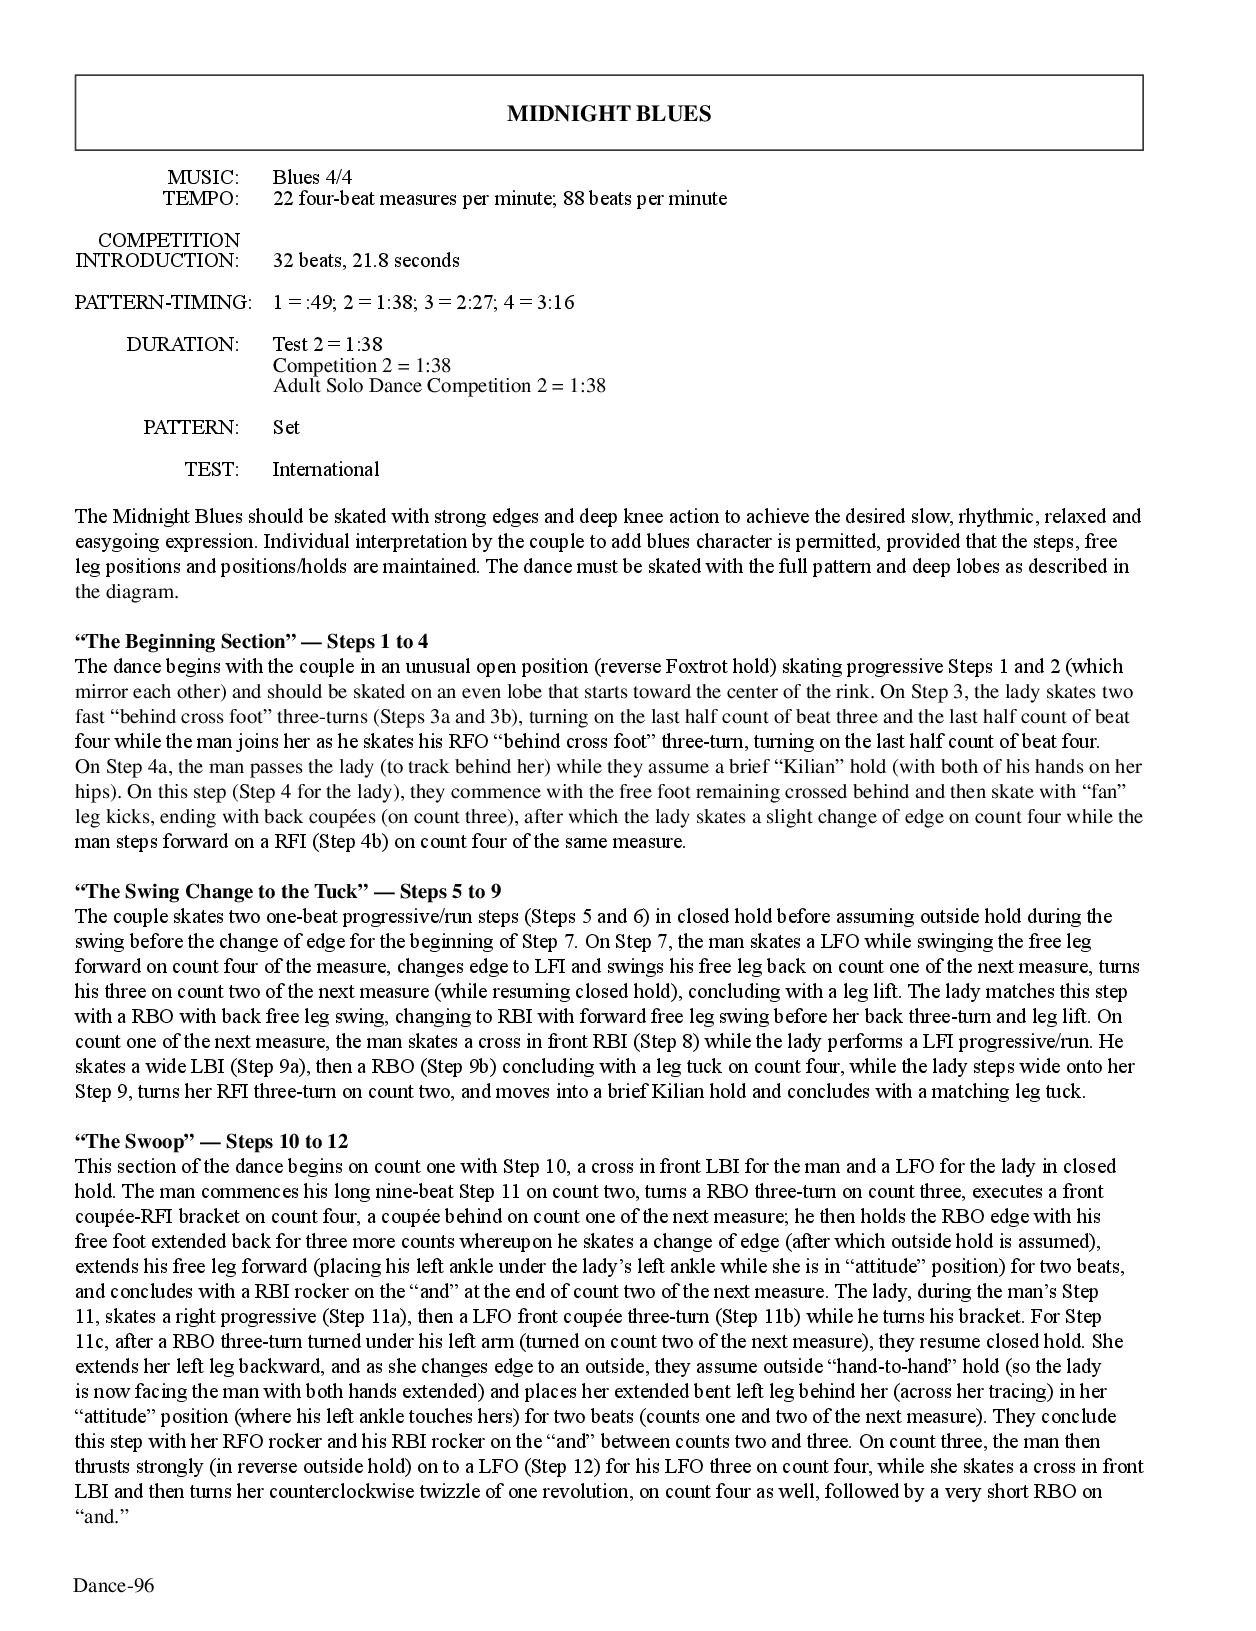 MIDNIGHT BLUES
MUSIC: Blues 4/4
TEMPO: 22 four-beat measures per minute; 88 beats per minute
COMPETITION
INTRODUCTION: 32 beats, 21.8 seconds
PATTERN-TIMING: 1 = :49; 2 = 1:38; 3 = 2:27; 4 = 3:16
DURATION: Test 2 = 1:38
Competition 2 = 1:38
Adult Solo Dance Competition 2 = 1:38
PATTERN: Set
TEST: International
The Midnight Blues should be skated with strong edges and deep knee action to achieve the desired slow, rhythmic, relaxed and
easygoing expression. Individual interpretation by the couple to add blues character is permitted, provided that the steps, free
leg positions and positions/holds are maintained. The dance must be skated with the full pattern and deep lobes as described in
the diagram.
“The Beginning Section” — Steps 1 to 4
The dance begins with the couple in an unusual open position (reverse Foxtrot hold) skating progressive Steps 1 and 2 (which
mirror each other) and should be skated on an even lobe that starts toward the center of the rink. On Step 3, the lady skates two
fast “behind cross foot” three-turns (Steps 3a and 3b), turning on the last half count of beat three and the last half count of beat
four while the man joins her as he skates his RFO “behind cross foot” three-turn, turning on the last half count of beat four.
On Step 4a, the man passes the lady (to track behind her) while they assume a brief “Kilian” hold (with both of his hands on her
hips). On this step (Step 4 for the lady), they commence with the free foot remaining crossed behind and then skate with “fan”
leg kicks, ending with back coupées (on count three), after which the lady skates a slight change of edge on count four while the
man steps forward on a RFI (Step 4b) on count four of the same measure.
“The Swing Change to the Tuck” — Steps 5 to 9
The couple skates two one-beat progressive/run steps (Steps 5 and 6) in closed hold before assuming outside hold during the
swing before the change of edge for the beginning of Step 7. On Step 7, the man skates a LFO while swinging the free leg
forward on count four of the measure, changes edge to LFI and swings his free leg back on count one of the next measure, turns
his three on count two of the next measure (while resuming closed hold), concluding with a leg lift. The lady matches this step
with a RBO with back free leg swing, changing to RBI with forward free leg swing before her back three-turn and leg lift. On
count one of the next measure, the man skates a cross in front RBI (Step 8) while the lady performs a LFI progressive/run. He
skates a wide LBI (Step 9a), then a RBO (Step 9b) concluding with a leg tuck on count four, while the lady steps wide onto her
Step 9, turns her RFI three-turn on count two, and moves into a brief Kilian hold and concludes with a matching leg tuck.
“The Swoop” — Steps 10 to 12
This section of the dance begins on count one with Step 10, a cross in front LBI for the man and a LFO for the lady in closed
hold. The man commences his long nine-beat Step 11 on count two, turns a RBO three-turn on count three, executes a front
coupée-RFI bracket on count four, a coupée behind on count one of the next measure; he then holds the RBO edge with his
free foot extended back for three more counts whereupon he skates a change of edge (after which outside hold is assumed),
extends his free leg forward (placing his left ankle under the lady’s left ankle while she is in “attitude” position) for two beats,
and concludes with a RBI rocker on the “and” at the end of count two of the next measure. The lady, during the man’s Step
11, skates a right progressive (Step 11a), then a LFO front coupée three-turn (Step 11b) while he turns his bracket. For Step
11c, after a RBO three-turn turned under his left arm (turned on count two of the next measure), they resume closed hold. She
extends her left leg backward, and as she changes edge to an outside, they assume outside “hand-to-hand” hold (so the lady
is now facing the man with both hands extended) and places her extended bent left leg behind her (across her tracing) in her
“attitude” position (where his left ankle touches hers) for two beats (counts one and two of the next measure). They conclude
this step with her RFO rocker and his RBI rocker on the “and” between counts two and three. On count three, the man then
thrusts strongly (in reverse outside hold) on to a LFO (Step 12) for his LFO three on count four, while she skates a cross in front
LBI and then turns her counterclockwise twizzle of one revolution, on count four as well, followed by a very short RBO on
“and.”
Dance-96